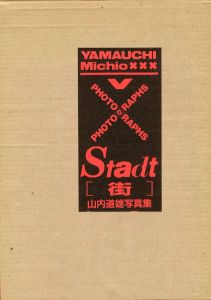 YAMAUCHI
Michio×××
PHOTOGRAPHS
&
PHOTOGRAPHS
Stadt
[街]
山内道雄写真集